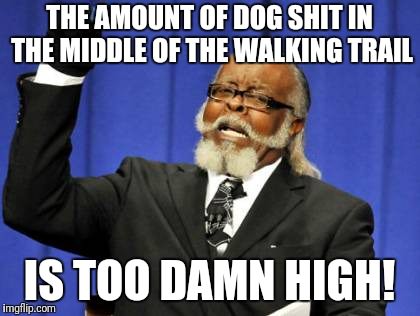 THE AMOUNT OF DOG SHIT IN
THE MIDDLE OF THE WALKING TRAIL
IS TOO DAMN HIGH!
imgflip.com